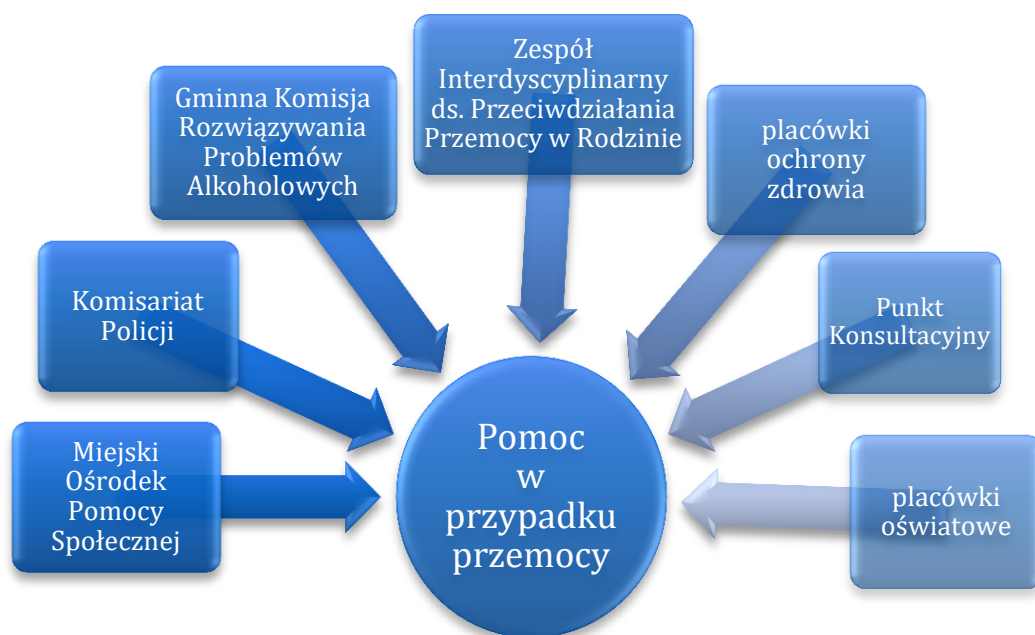 Zespół
Interdyscyplinarny
ds. Przeciwdziałania
Przemocy w Rodzinie
Gminna Komisja
Rozwiązywania
Problemów
Alkoholowych
placówki
ochrony
zdrowia
Komisariat
Policji
Punkt
Konsultacyjny
Miejski
Ośrodek
Pomocy
Społecznej
Pomoc
w
przypadku
przemocy
placówki
oświatowe